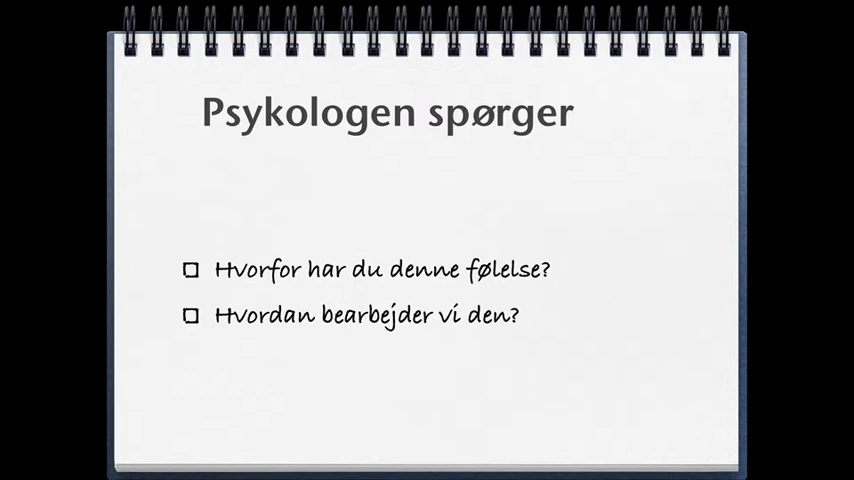 Psykologen spørger
Hvorfor har du denne følelse?
Hvordan bearbejder vi den?